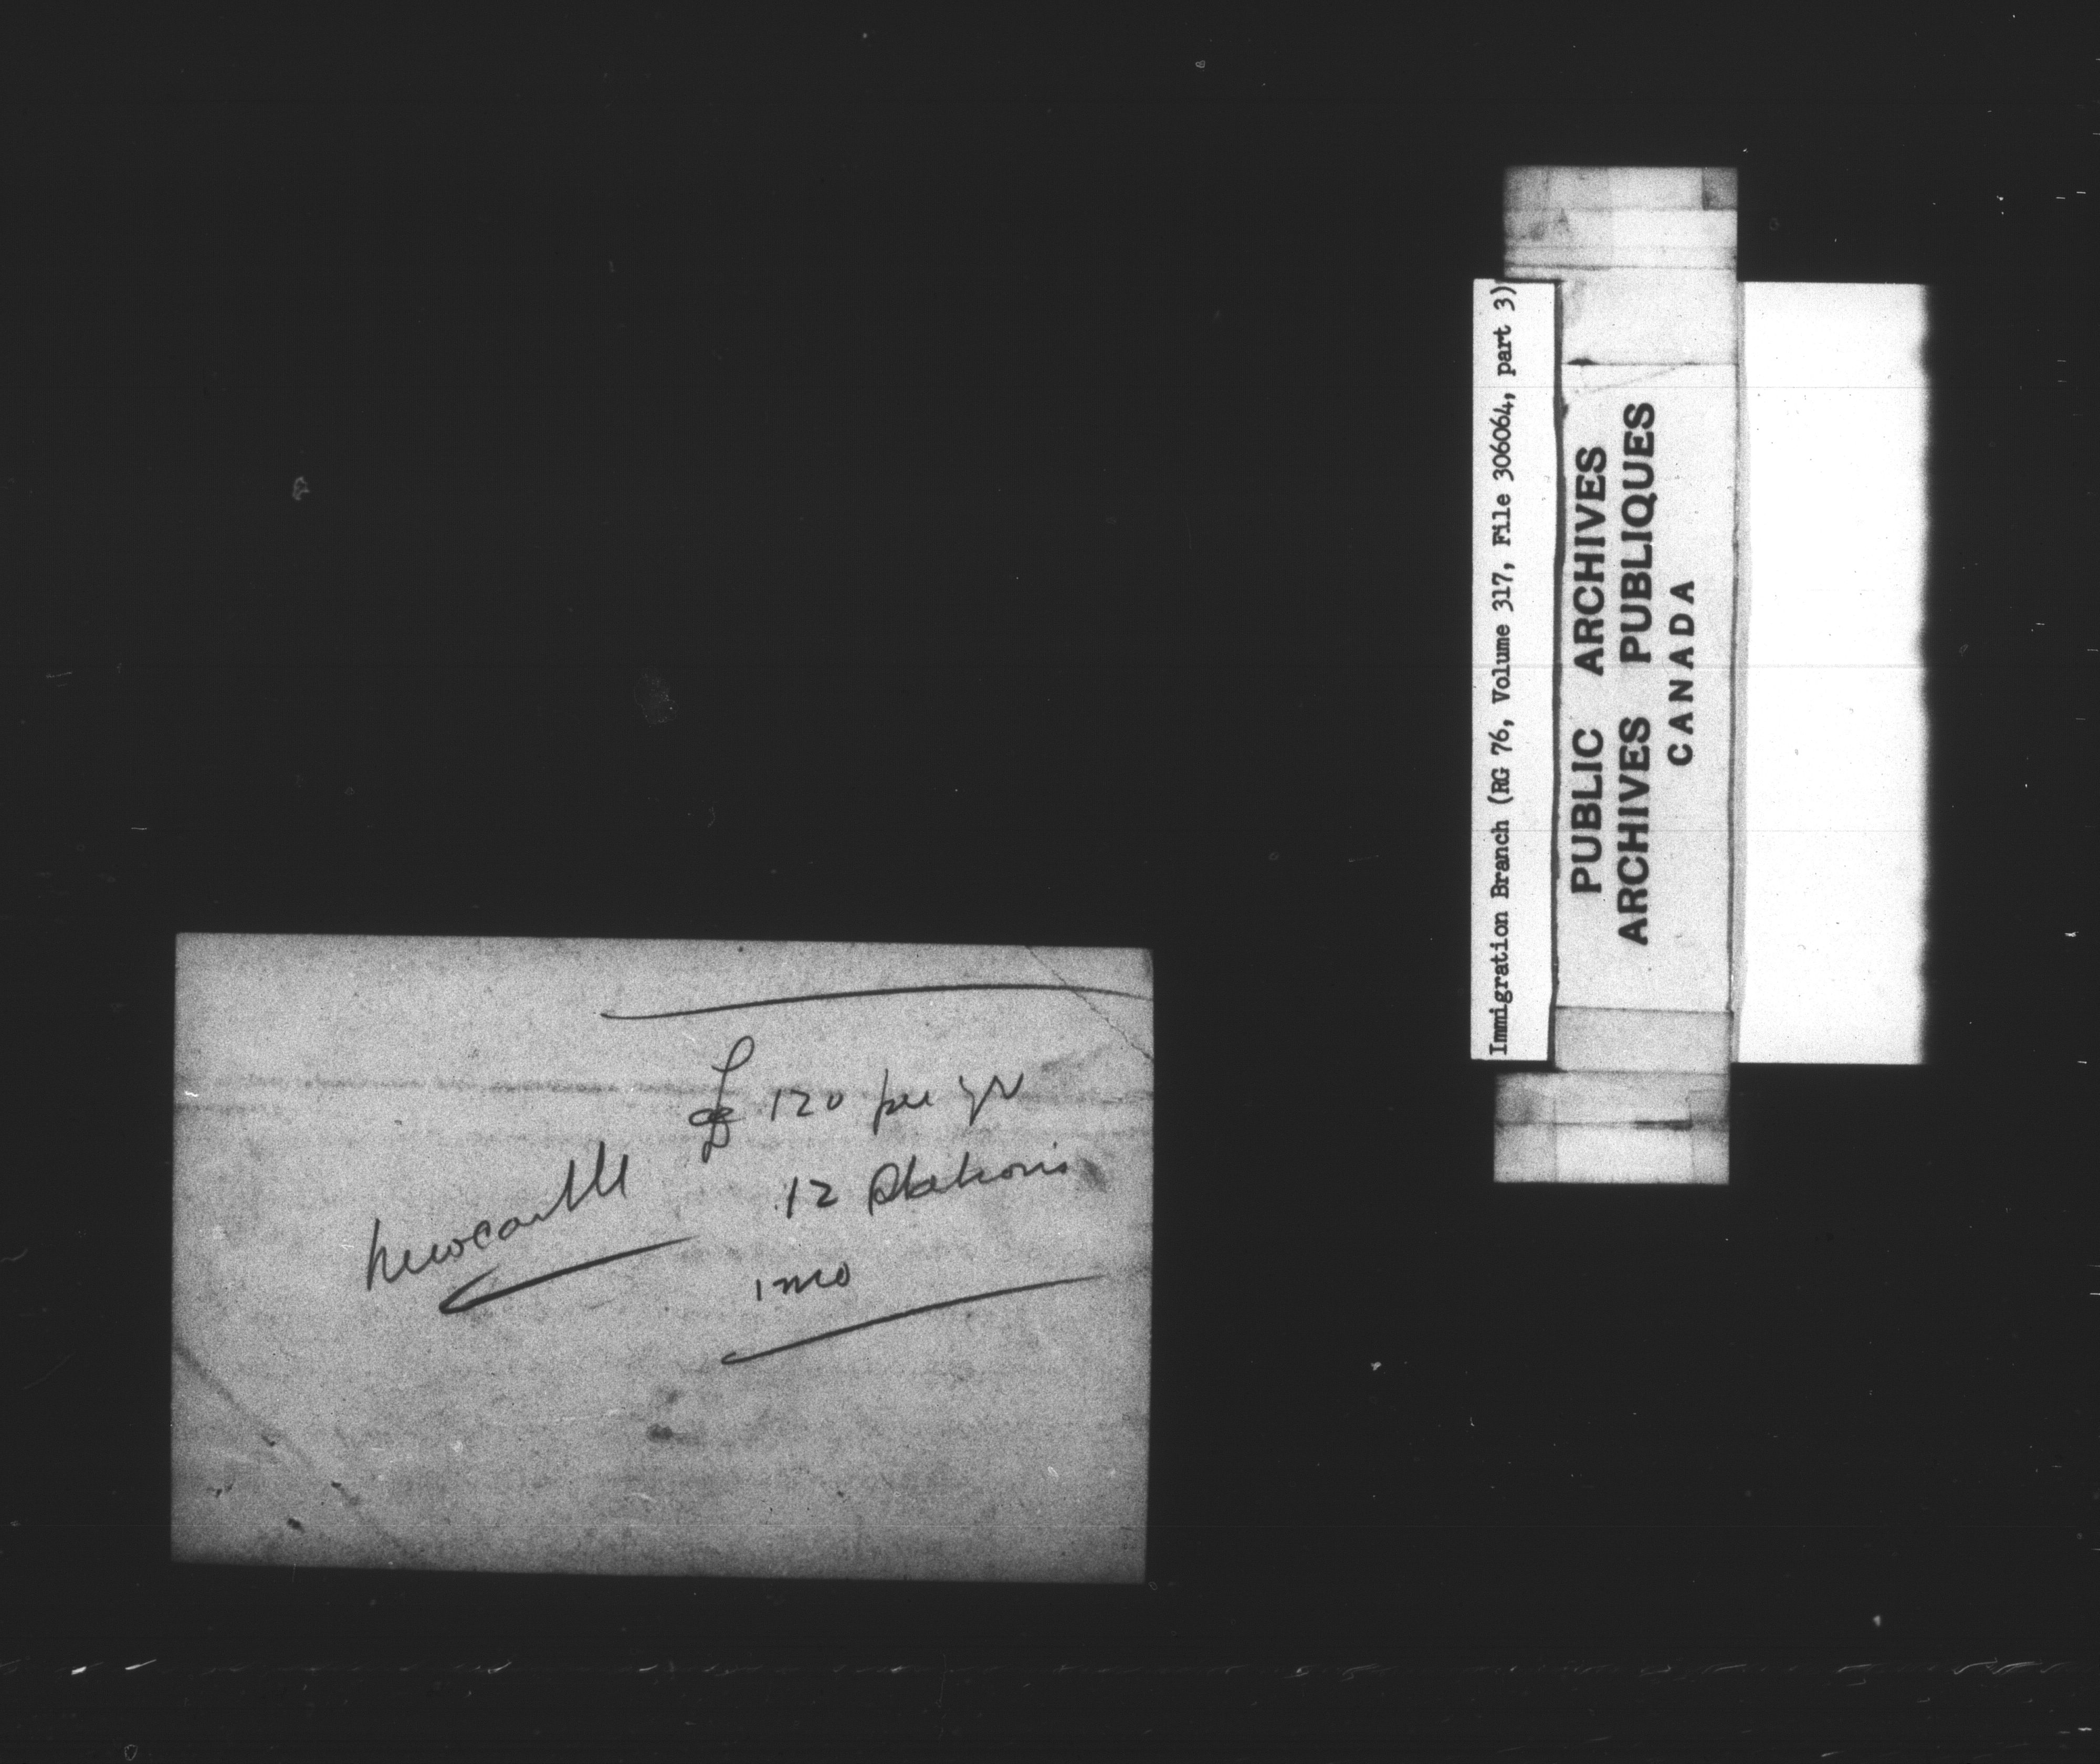 £ 120 per yr
Newcastle
12 Stations
1 mo
Immigration Branch (RG 76, Volume 317, File 306064, part 3)
PUBLIC ARCHIVES
ARCHIVES PUBLIQUES
CANADA